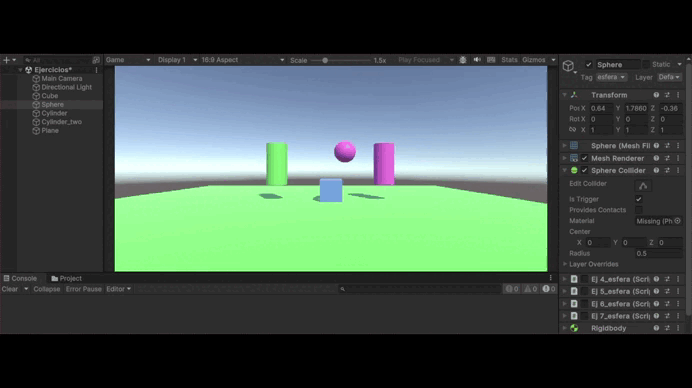 All
Ejercicios*
Main Camera
Directional Light
Cube
Sphere
Cylinder
Cylinder_two
Plane
Game
Display 1
16:9 Aspect
Scale
1.5x
Play Focused
Stats
Gizmos
Console
Project
Clear
Collapse
Error Pause
Editor
0
0
0
Sphere
Static
Tag esfera
Layer Defa
Transform
Pos X 0.64 Y 1.7860 Z -0.36
Rot X 0 Y 0 Z 0
X 1 Y 1 Z 1
Sphere (Mesh Fil
Mesh Renderer
Sphere Collider
Edit Collider
Is Trigger
Provides Contacts
Material Missing (Ph
Center
X 0 Y 0 Z 0
Radius 0.5
Layer Overrides
Ej 4_esfera (Scri
Ej 5_esfera (Scri
Ej 6_esfera (Scri
Ej 7_esfera (Scri
Rigidbody